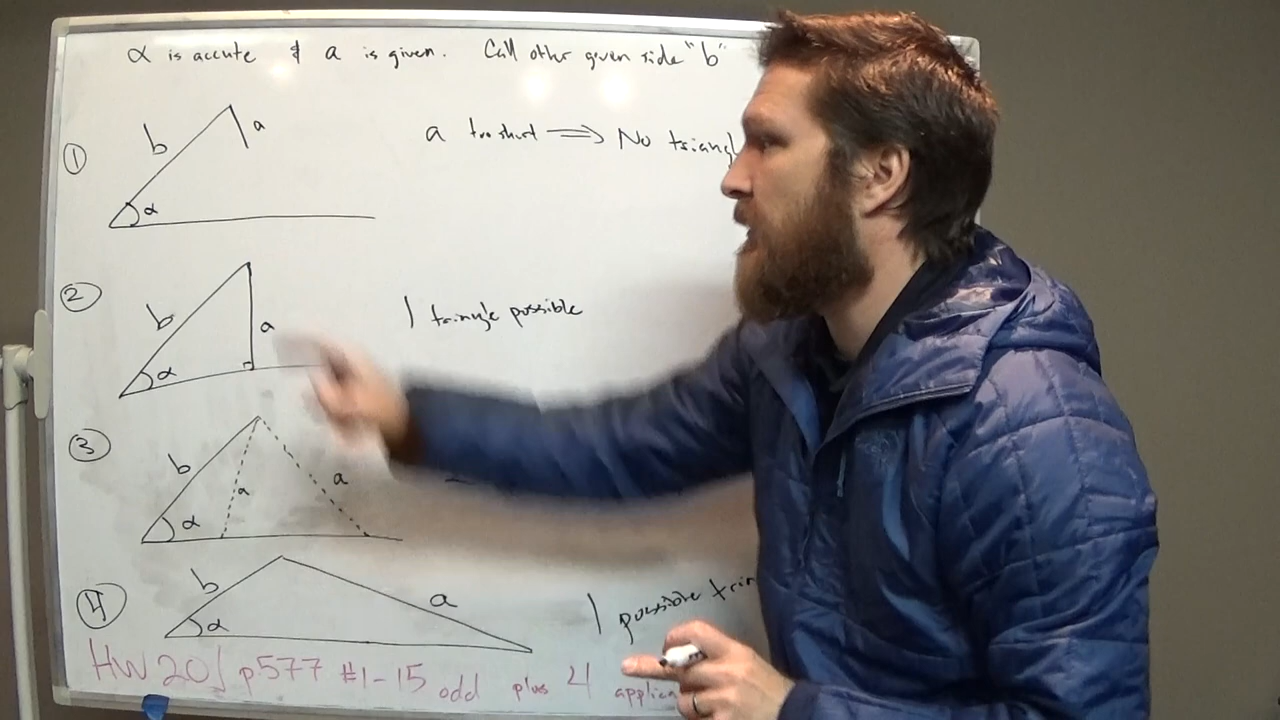 α is accute & a is given. Call other given side "b"
① b a α
a too short ⟹ No triangl
② b a α
1 triangle possible
③ b a a α
④ b a α
1 possible trian
HW 20 p.577 #1-15 odd plus 4 applica